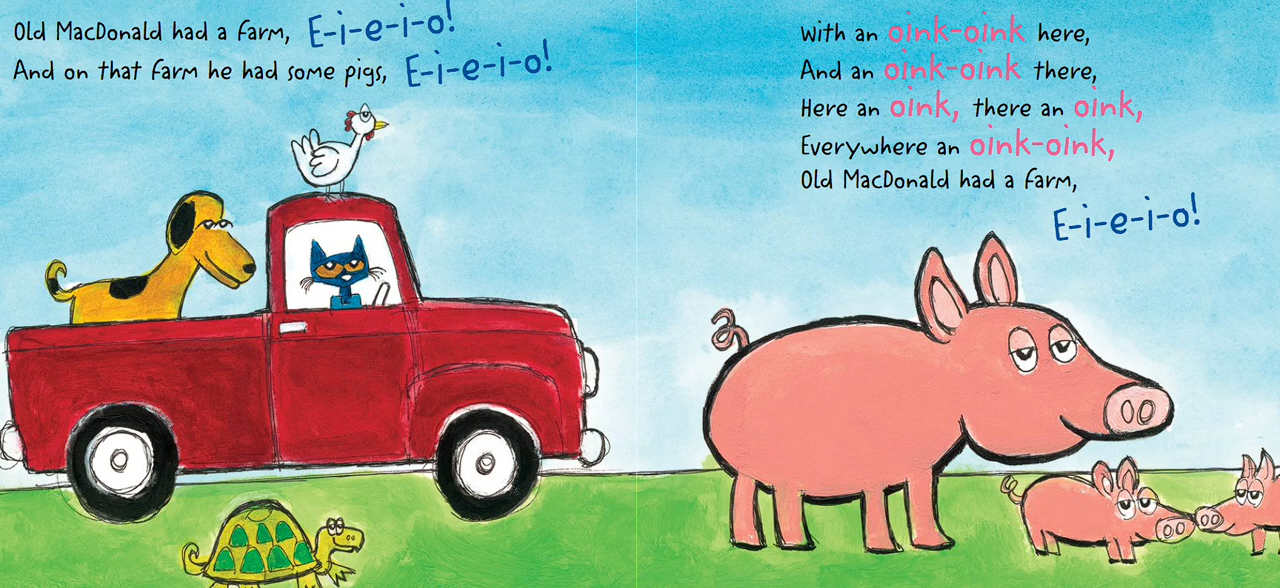 Old MacDonald had a farm, E-i-e-i-o!
And on that farm he had some pigs, E-i-e-i-o!
With an oink-oink here,
And an oink-oink there,
Here an oink, there an oink,
Everywhere an oink-oink,
Old MacDonald had a farm,
E-i-e-i-o!